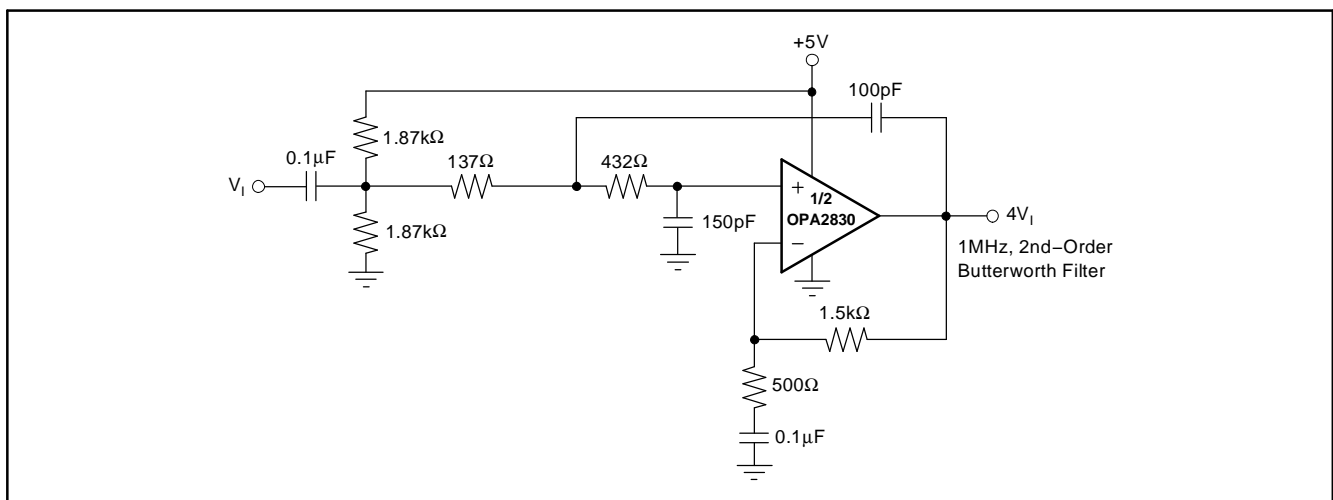 +5V
100pF
1.87kΩ
0.1μF
137Ω
432Ω
V_I
+
1/2
OPA2830
−
150pF
4V_I
1.87kΩ
1MHz, 2nd−Order
Butterworth Filter
1.5kΩ
500Ω
0.1μF